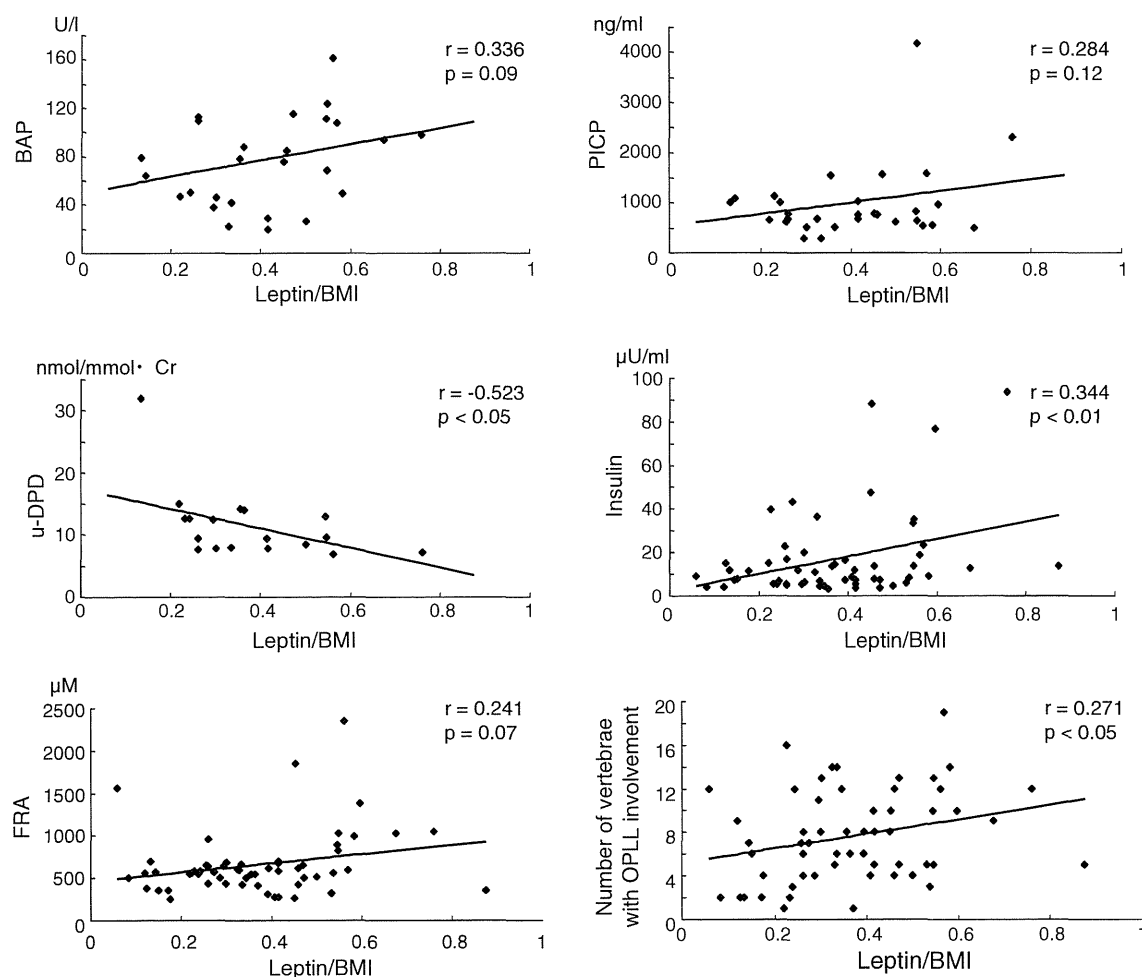 U/l
r = 0.336
p = 0.09
160
120
80
40
0
BAP
0 0.2 0.4 0.6 0.8 1
Leptin/BMI
ng/ml
r = 0.284
p = 0.12
4000
3000
2000
1000
0
PICP
0 0.2 0.4 0.6 0.8 1
Leptin/BMI
nmol/mmol · Cr
r = -0.523
p < 0.05
30
20
10
0
u-DPD
0 0.2 0.4 0.6 0.8 1
Leptin/BMI
µU/ml
r = 0.344
p < 0.01
100
80
60
40
20
0
Insulin
0 0.2 0.4 0.6 0.8 1
Leptin/BMI
µM
r = 0.241
p = 0.07
2500
2000
1500
1000
500
0
FRA
0 0.2 0.4 0.6 0.8 1
Leptin/BMI
r = 0.271
p < 0.05
20
16
12
8
4
0
Number of vertebrae
with OPLL involvement
0 0.2 0.4 0.6 0.8 1
Leptin/BMI